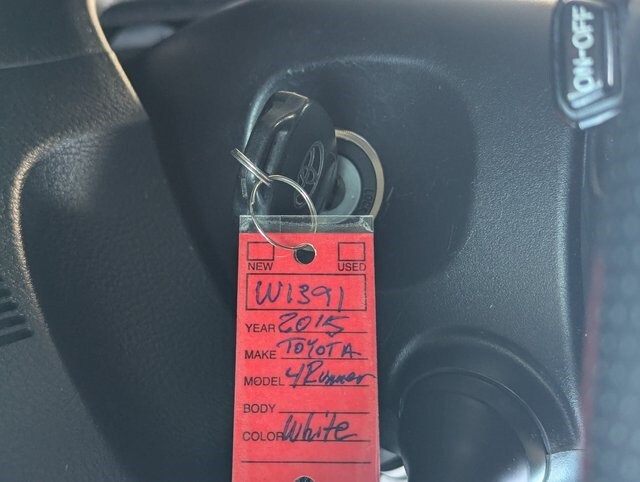 ON-OFF
NEW USED
W1391
YEAR 2015
MAKE TOYOTA
MODEL 4Runner
BODY
COLOR White